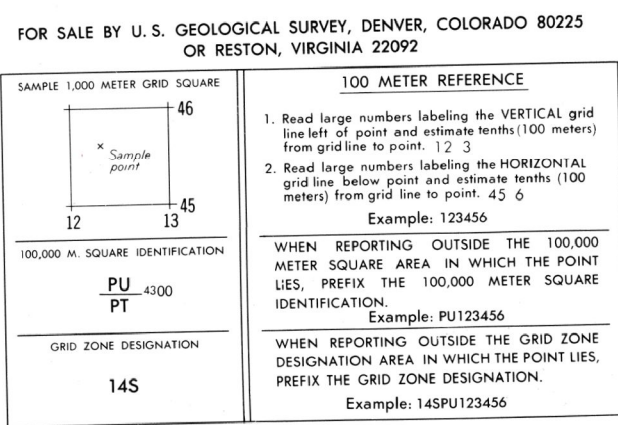 FOR SALE BY U. S. GEOLOGICAL SURVEY, DENVER, COLORADO 80225
OR RESTON, VIRGINIA 22092
SAMPLE 1,000 METER GRID SQUARE
46
×
Sample
point
45
12 13
100,000 M. SQUARE IDENTIFICATION
PU
4300
PT
GRID ZONE DESIGNATION
14S
100 METER REFERENCE
1. Read large numbers labeling the VERTICAL grid
line left of point and estimate tenths (100 meters)
from grid line to point. 12 3
2. Read large numbers labeling the HORIZONTAL
grid line below point and estimate tenths (100
meters) from grid line to point. 45 6
Example: 123456
WHEN REPORTING OUTSIDE THE 100,000
METER SQUARE AREA IN WHICH THE POINT
LIES, PREFIX THE 100,000 METER SQUARE
IDENTIFICATION.
Example: PU123456
WHEN REPORTING OUTSIDE THE GRID ZONE
DESIGNATION AREA IN WHICH THE POINT LIES,
PREFIX THE GRID ZONE DESIGNATION.
Example: 14SPU123456